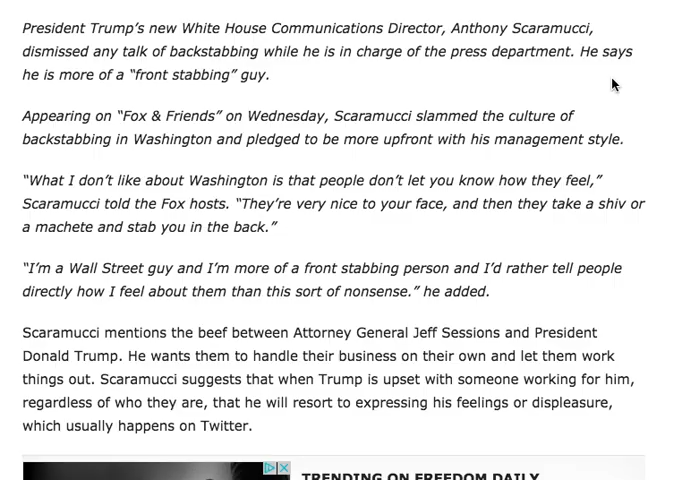 President Trump’s new White House Communications Director, Anthony Scaramucci,
dismissed any talk of backstabbing while he is in charge of the press department. He says
he is more of a “front stabbing” guy.
Appearing on “Fox & Friends” on Wednesday, Scaramucci slammed the culture of
backstabbing in Washington and pledged to be more upfront with his management style.
“What I don’t like about Washington is that people don’t let you know how they feel,”
Scaramucci told the Fox hosts. “They’re very nice to your face, and then they take a shiv or
a machete and stab you in the back.”
“I’m a Wall Street guy and I’m more of a front stabbing person and I’d rather tell people
directly how I feel about them than this sort of nonsense.” he added.
Scaramucci mentions the beef between Attorney General Jeff Sessions and President
Donald Trump. He wants them to handle their business on their own and let them work
things out. Scaramucci suggests that when Trump is upset with someone working for him,
regardless of who they are, that he will resort to expressing his feelings or displeasure,
which usually happens on Twitter.
TRENDING ON FREEDOM DAILY